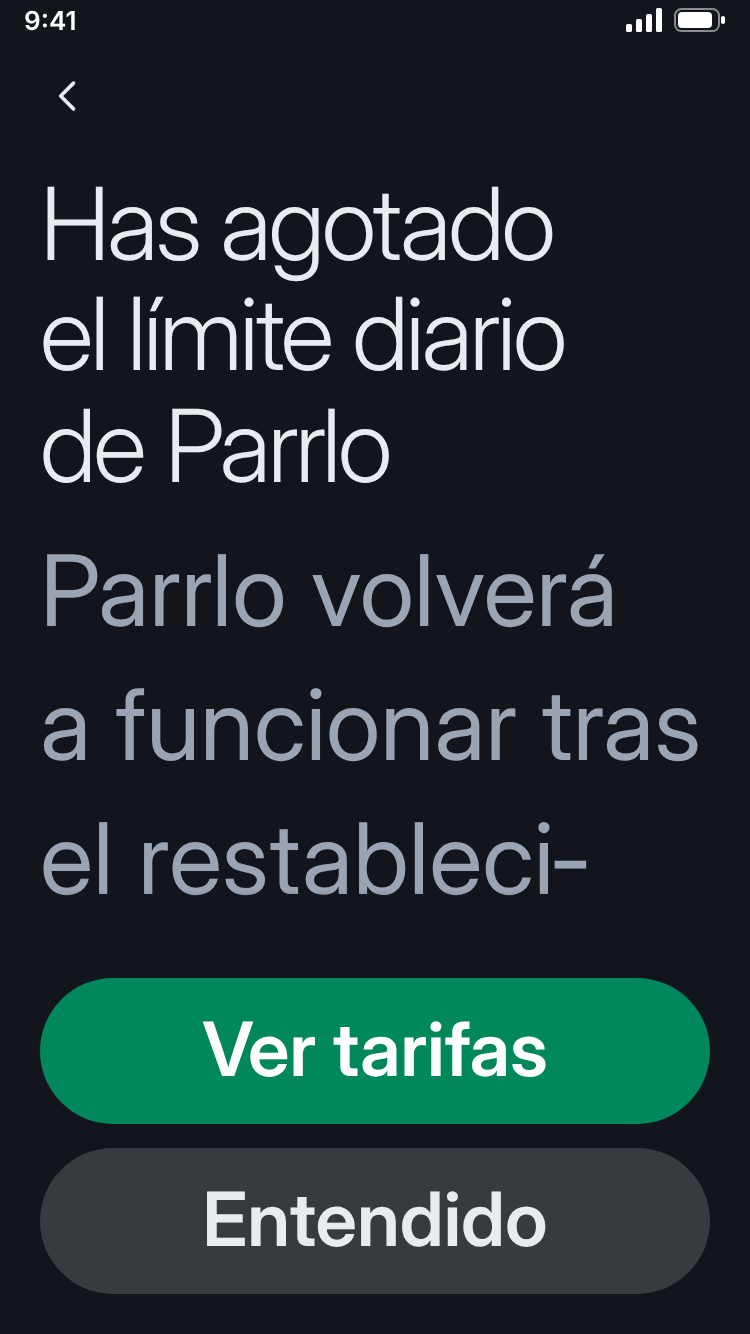 9:41
Has agotado
el límite diario
de Parrlo
Parrlo volverá
a funcionar tras
el restableci-
Ver tarifas
Entendido